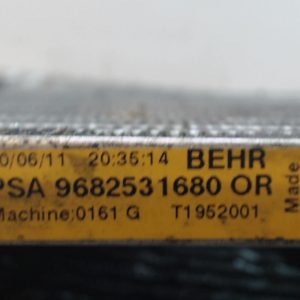 0/06/11 20:35:14 BEHR
PSA 9682531680 OR
Machine:0161 G T1952001
Made